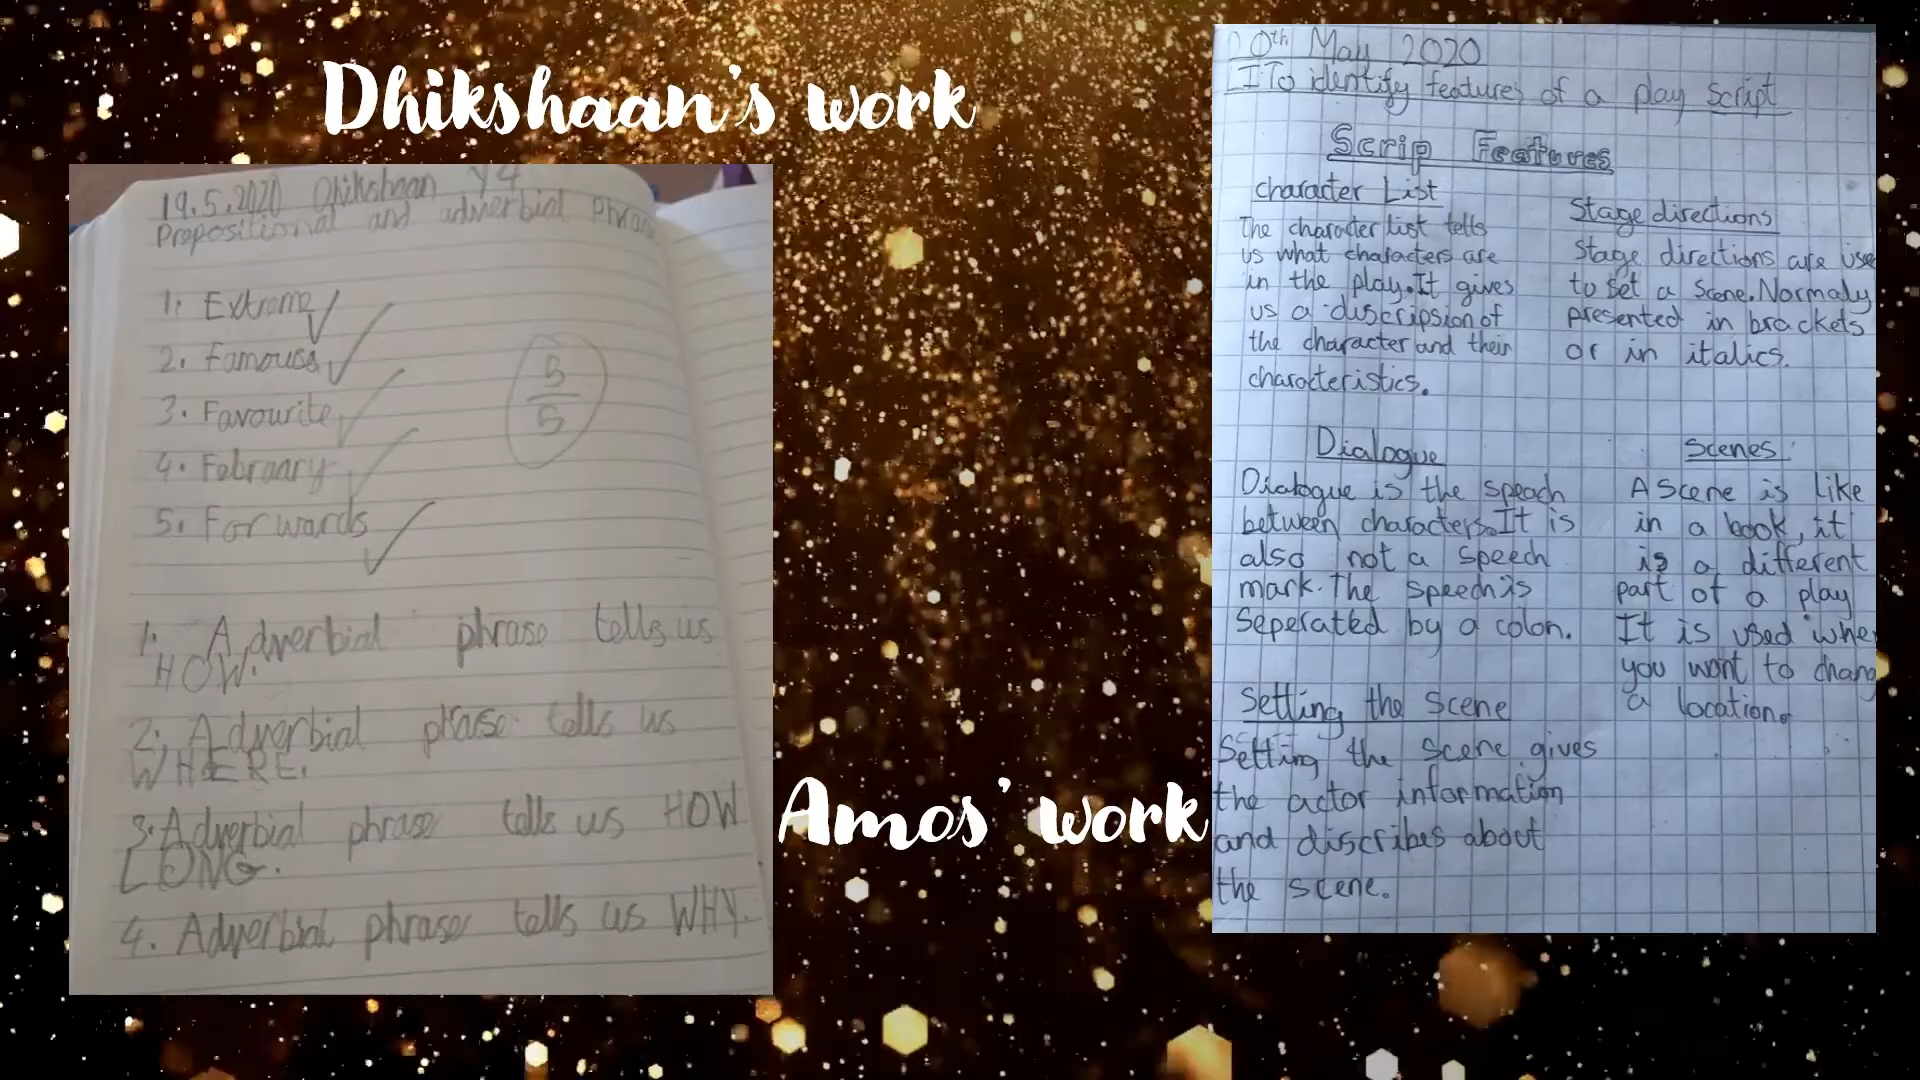 Dhikshaan's work
19.5.2020 Dhikshaan Y4
Prepositional and adverbial phrase
1. Extreme
2. Famouse
3. Favourite
4. February
5. Forwards
5
5
1. Adverbial phrase tells us
HOW.
2. Adverbial phrase tells us
WHERE.
3. Adverbial phrase tells us HOW
LONG.
4. Adverbial phrase tells us WHY.
Amos' work
20th May 2020
LI To identify features of a play script
Scrip Features
Character List
The character list tells
us what characters are
in the play. It gives
us a discripsion of
the character and their
characteristics.
Stage directions
Stage directions are use
to set a scene. Normaly
presented in brackets
or in italics.
Dialogue
Dialogue is the speach
between characters. It is
also not a speech
mark. The speech is
Seperated by a colon.
Scenes
A Scene is like
in a book, it
is a different
part of a play
It is used whe
you want to chang
a location.
Setting the Scene
Setting the scene gives
the actor information
and discribes about
the scene.